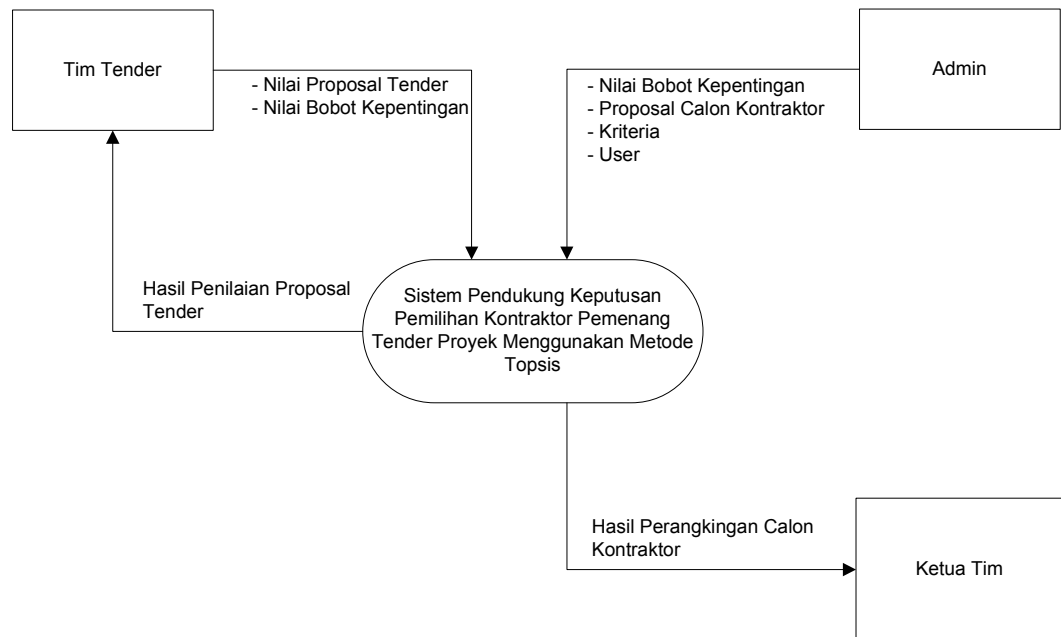 Tim Tender
- Nilai Proposal Tender
- Nilai Bobot Kepentingan
- Nilai Bobot Kepentingan
- Proposal Calon Kontraktor
- Kriteria
- User
Admin
Hasil Penilaian Proposal
Tender
Sistem Pendukung Keputusan
Pemilihan Kontraktor Pemenang
Tender Proyek Menggunakan Metode
Topsis
Hasil Perangkingan Calon
Kontraktor
Ketua Tim